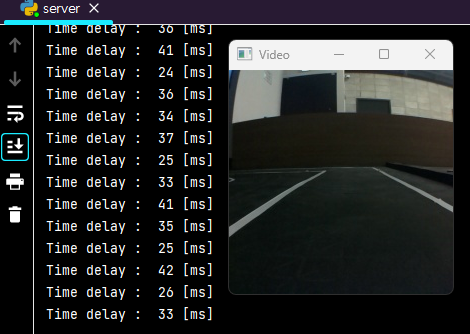 server
Time delay :  36 [ms]
Time delay :  41 [ms]
Time delay :  24 [ms]
Time delay :  36 [ms]
Time delay :  34 [ms]
Time delay :  37 [ms]
Time delay :  25 [ms]
Time delay :  33 [ms]
Time delay :  41 [ms]
Time delay :  35 [ms]
Time delay :  25 [ms]
Time delay :  42 [ms]
Time delay :  26 [ms]
Time delay :  33 [ms]
Video